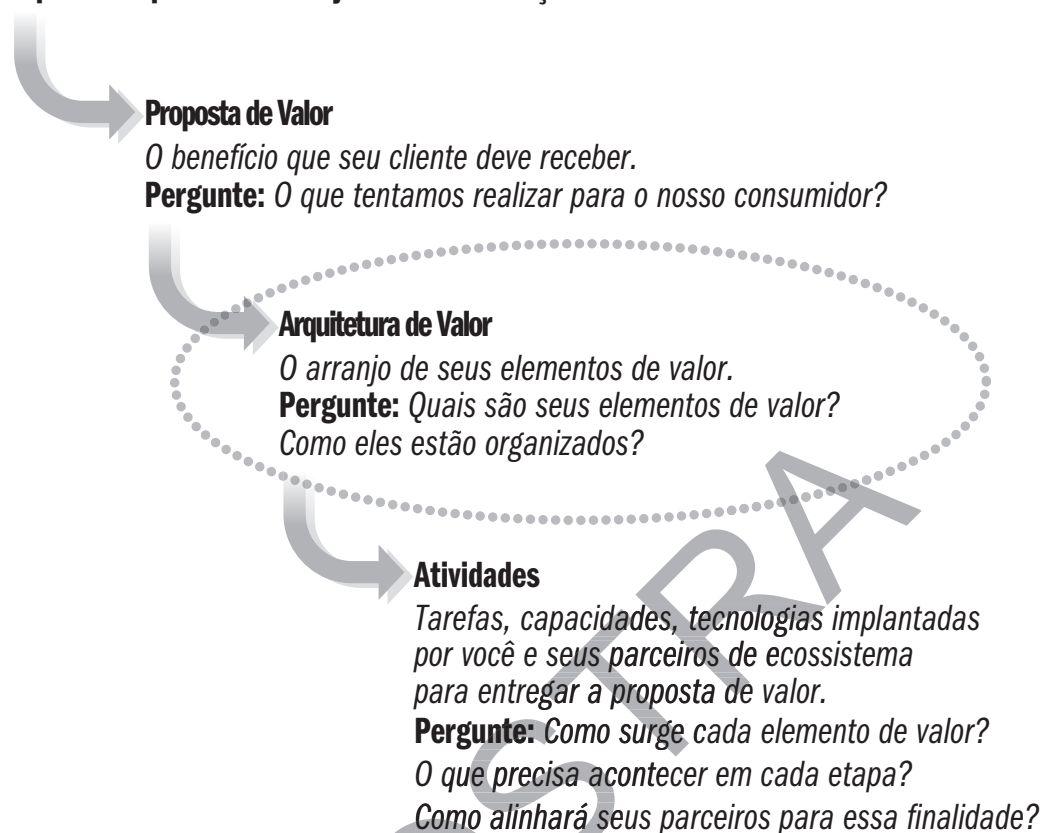 Proposta de Valor
O benefício que seu cliente deve receber.
Pergunte: O que tentamos realizar para o nosso consumidor?
Arquitetura de Valor
O arranjo de seus elementos de valor.
Pergunte: Quais são seus elementos de valor?
Como eles estão organizados?
Atividades
Tarefas, capacidades, tecnologias implantadas
por você e seus parceiros de ecossistema
para entregar a proposta de valor.
Pergunte: Como surge cada elemento de valor?
O que precisa acontecer em cada etapa?
Como alinhará seus parceiros para essa finalidade?
STRA